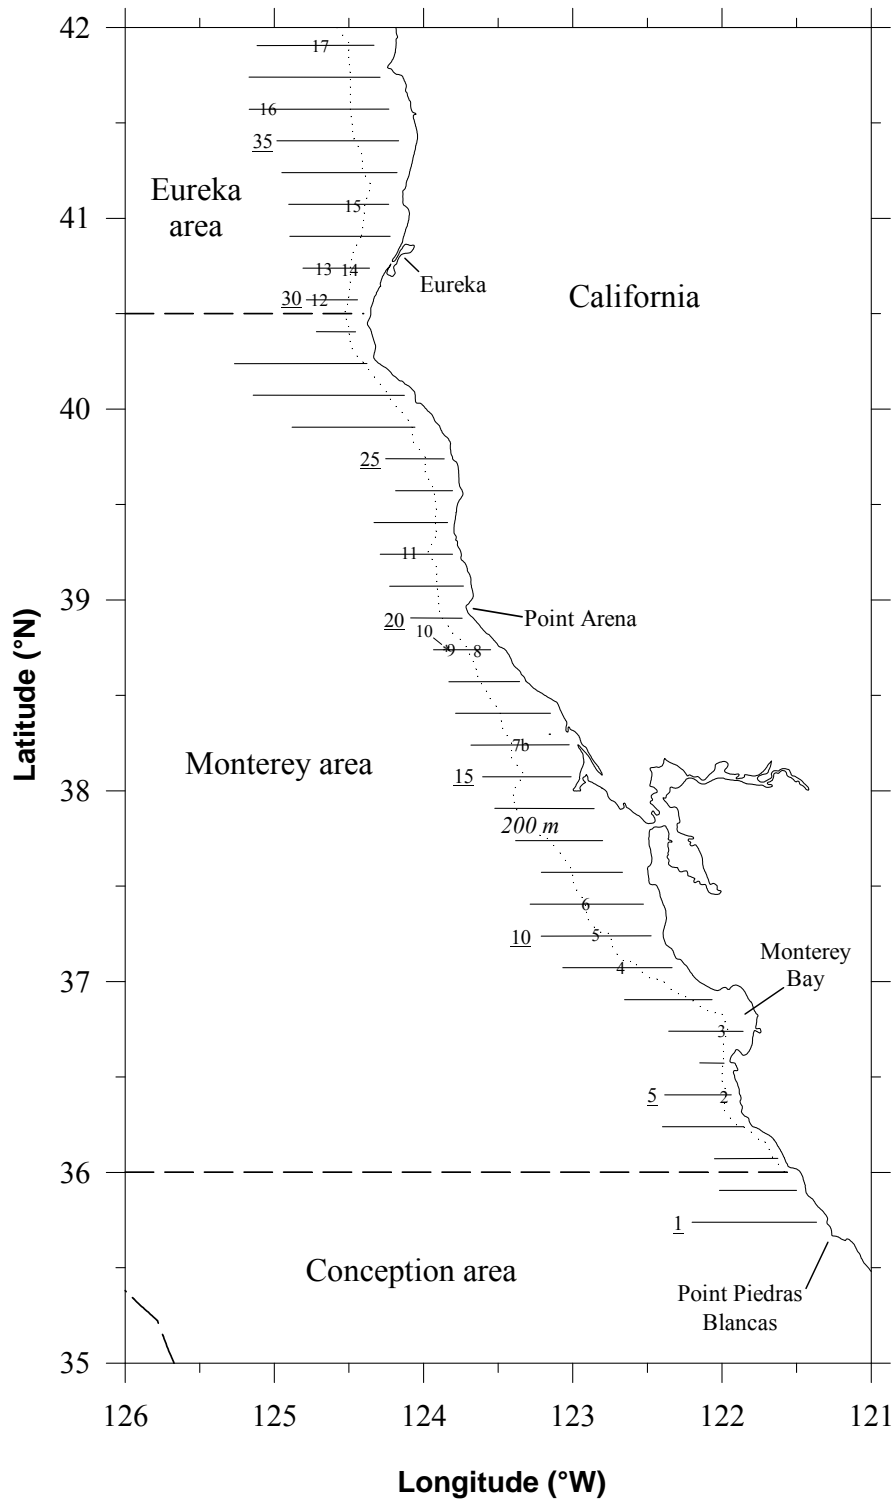 42
17
16
35
Eureka
area
15
41
13 14
Eureka
30 12
California
40
25
11
39
20
Point Arena
10
9 8
7b
Monterey area
15
38
200 m
6
10 5
Monterey
Bay
4
37
3
5 2
36
1
Conception area
Point Piedras
Blancas
35
126 125 124 123 122 121
Latitude (°N)
Longitude (°W)